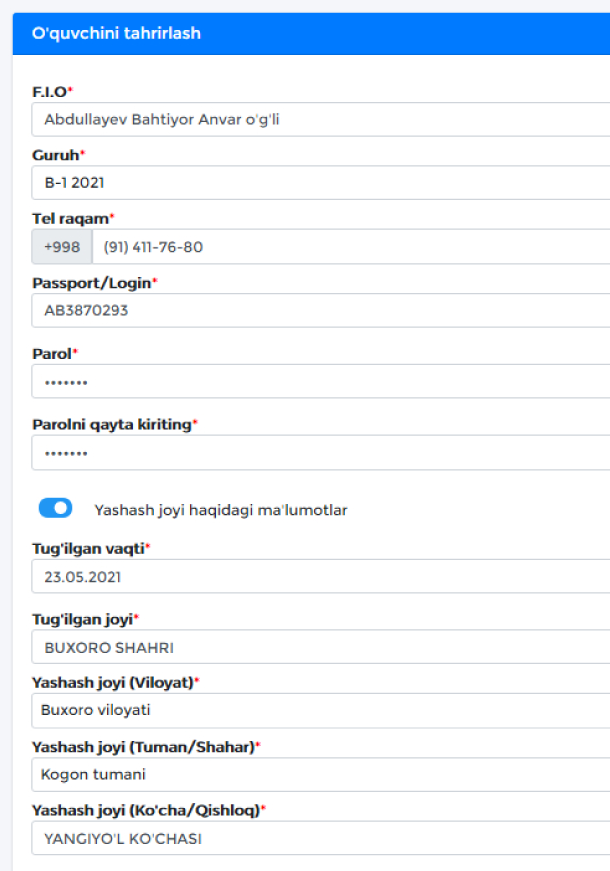 O'quvchini tahrirlash
F.I.O*
Abdullayev Bahtiyor Anvar o'g'li
Guruh*
B-1 2021
Tel raqam*
+998 (91) 411-76-80
Passport/Login*
AB3870293
Parol*
•••••••
Parolni qayta kiriting*
•••••••
Yashash joyi haqidagi ma'lumotlar
Tug'ilgan vaqti*
23.05.2021
Tug'ilgan joyi*
BUXORO SHAHRI
Yashash joyi (Viloyat)*
Buxoro viloyati
Yashash joyi (Tuman/Shahar)*
Kogon tumani
Yashash joyi (Ko'cha/Qishloq)*
YANGIYO'L KO'CHASI